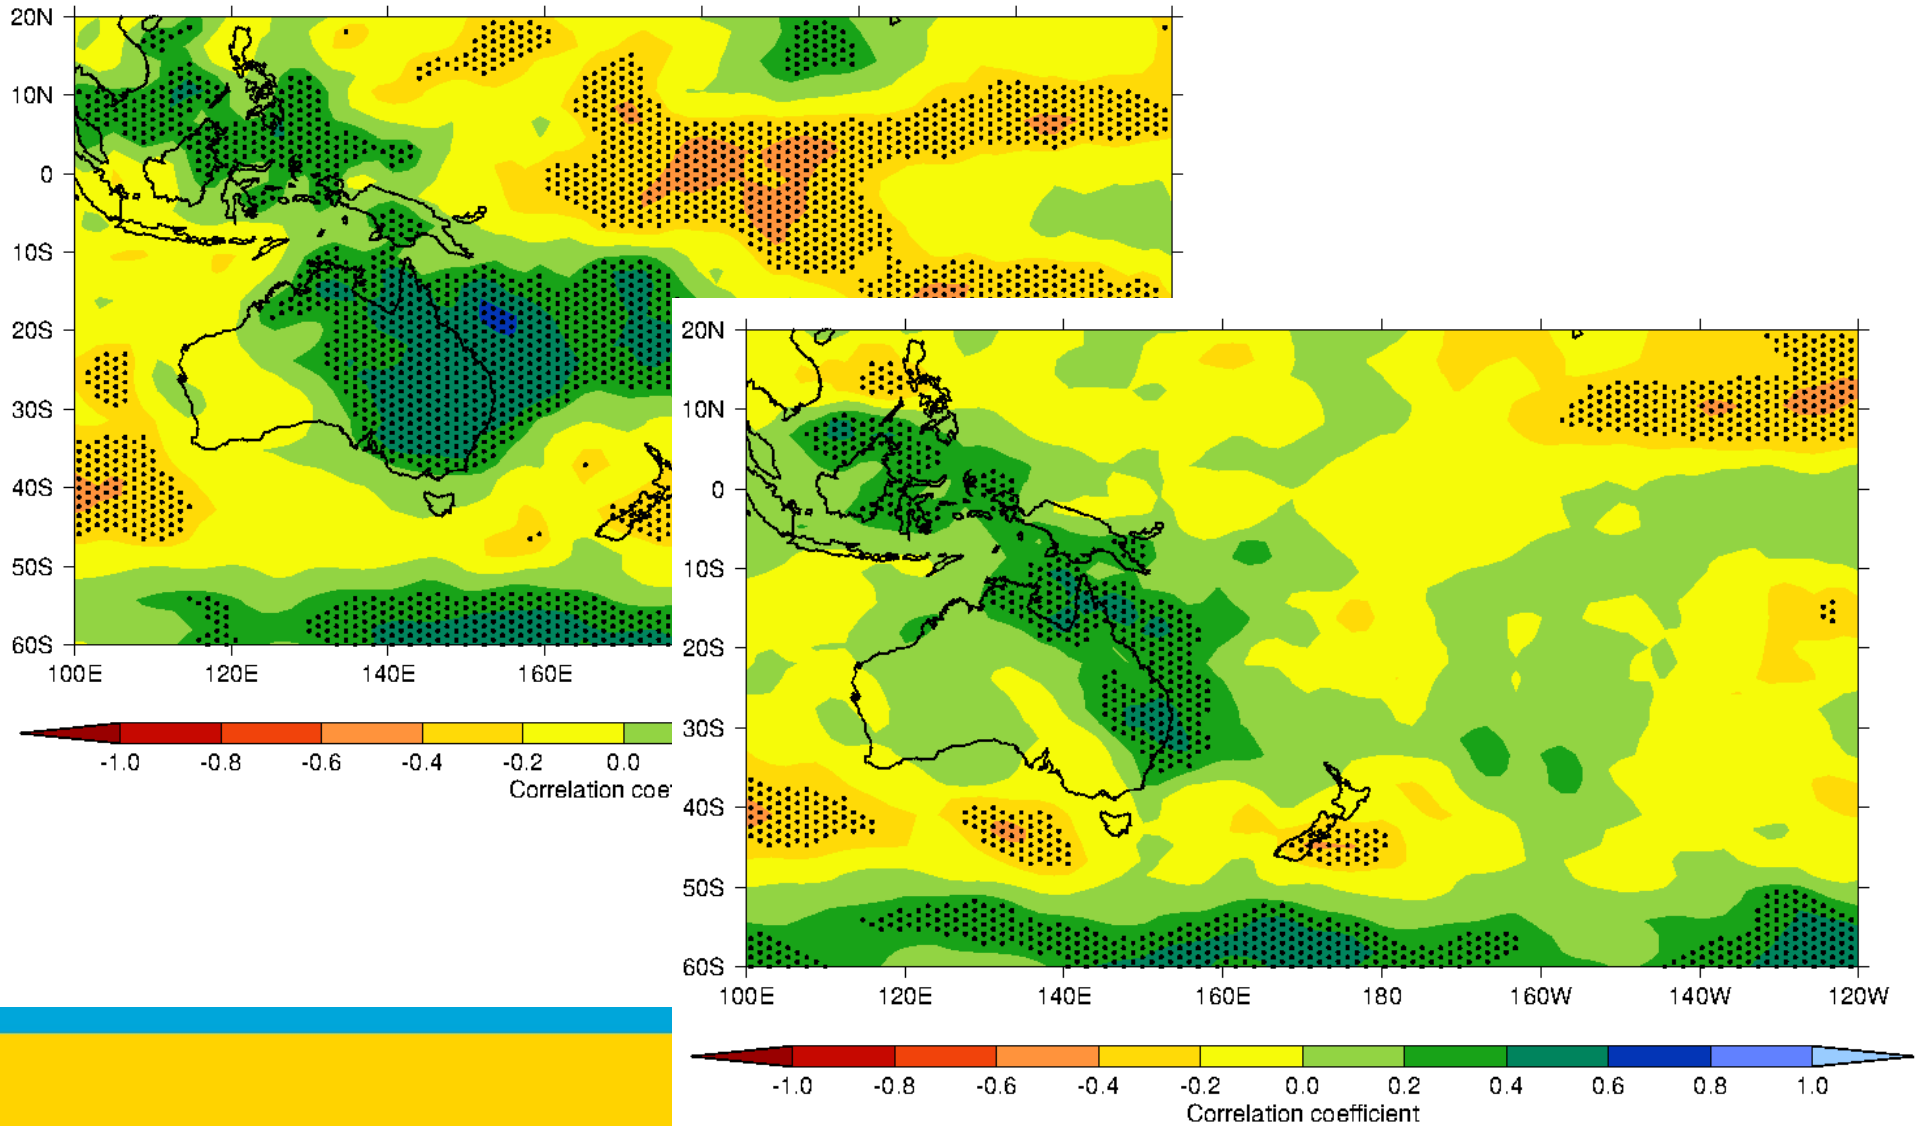 20N
10N
0
10S
20S
30S
40S
50S
60S
100E 120E 140E 160E
-1.0 -0.8 -0.6 -0.4 -0.2 0.0
Correlation coe
20N
10N
0
10S
20S
30S
40S
50S
60S
100E 120E 140E 160E 180 160W 140W 120W
-1.0 -0.8 -0.6 -0.4 -0.2 0.0 0.2 0.4 0.6 0.8 1.0
Correlation coefficient